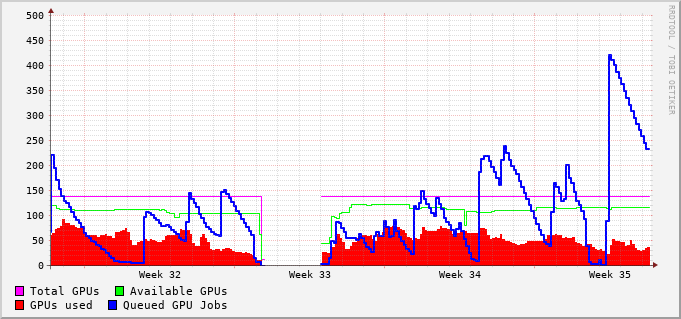 500
450
400
350
300
250
200
150
100
50
0
Week 32 Week 33 Week 34 Week 35
Total GPUs Available GPUs
GPUs used Queued GPU Jobs
RRDTOOL / TOBI OETIKER